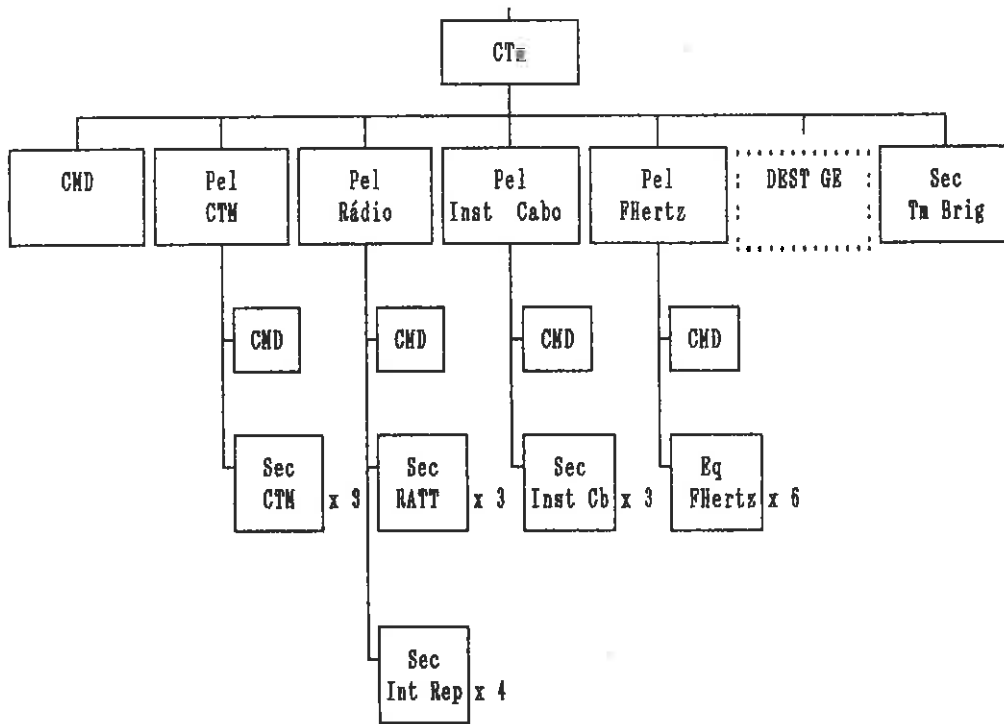 CTm
CMD
Pel
CTM
Pel
Rádio
Pel
Inst Cabo
Pel
FHertz
DEST GE
Sec
Tm Brig
CMD
CMD
CMD
CMD
Sec
CTM x 3
Sec
RATT x 3
Sec
Inst Cb x 3
Eq
FHertz x 6
Sec
Int Rep x 4